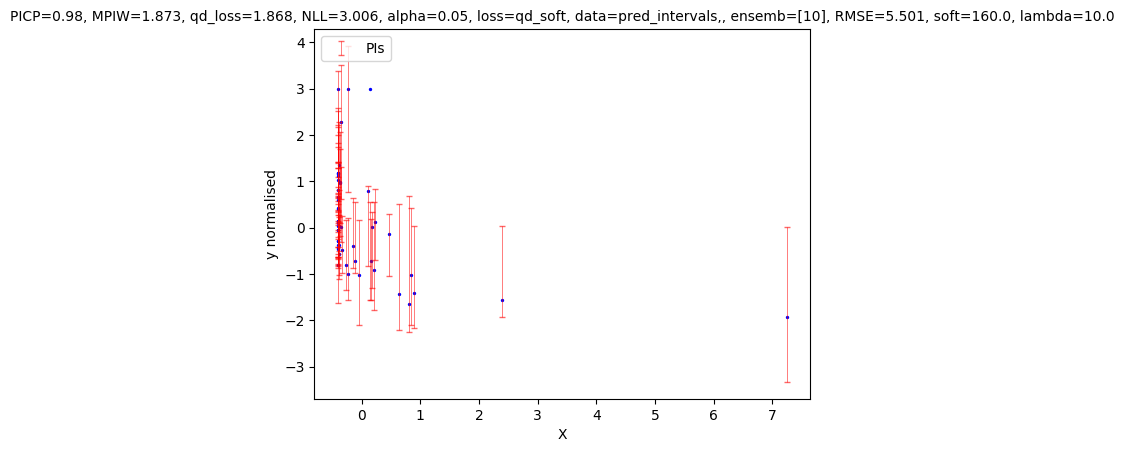 PICP=0.98, MPIW=1.873, qd_loss=1.868, NLL=3.006, alpha=0.05, loss=qd_soft, data=pred_intervals,, ensemb=[10], RMSE=5.501, soft=160.0, lambda=10.0
PIs
4
3
2
1
0
−1
−2
−3
y normalised
0 1 2 3 4 5 6 7
X